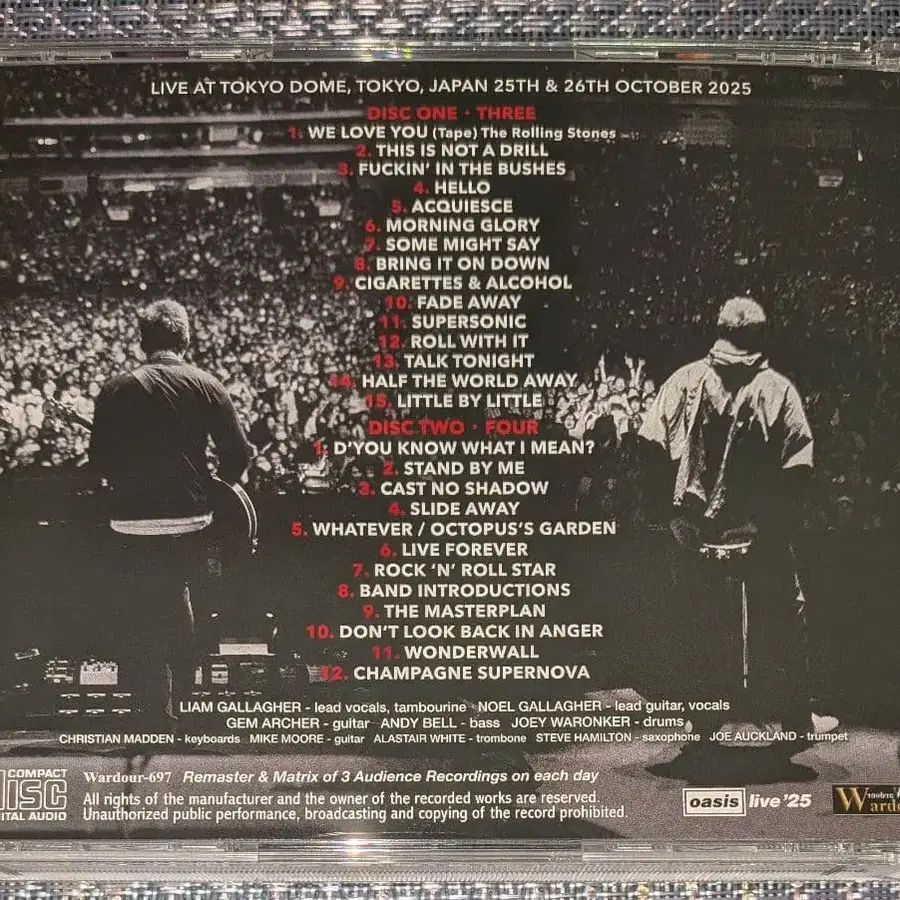 LIVE AT TOKYO DOME, TOKYO, JAPAN 25TH & 26TH OCTOBER 2025
DISC ONE · THREE
1. WE LOVE YOU (Tape) The Rolling Stones
2. THIS IS NOT A DRILL
3. FUCKIN' IN THE BUSHES
4. HELLO
5. ACQUIESCE
6. MORNING GLORY
7. SOME MIGHT SAY
8. BRING IT ON DOWN
9. CIGARETTES & ALCOHOL
10. FADE AWAY
11. SUPERSONIC
12. ROLL WITH IT
13. TALK TONIGHT
14. HALF THE WORLD AWAY
15. LITTLE BY LITTLE
DISC TWO · FOUR
1. D'YOU KNOW WHAT I MEAN?
2. STAND BY ME
3. CAST NO SHADOW
4. SLIDE AWAY
5. WHATEVER / OCTOPUS'S GARDEN
6. LIVE FOREVER
7. ROCK 'N' ROLL STAR
8. BAND INTRODUCTIONS
9. THE MASTERPLAN
10. DON'T LOOK BACK IN ANGER
11. WONDERWALL
12. CHAMPAGNE SUPERNOVA
LIAM GALLAGHER - lead vocals, tambourine NOEL GALLAGHER - lead guitar, vocals
GEM ARCHER - guitar ANDY BELL - bass JOEY WARONKER - drums
CHRISTIAN MADDEN - keyboards MIKE MOORE - guitar ALASTAIR WHITE - trombone STEVE HAMILTON - saxophone JOE AUCKLAND - trumpet
COMPACT
disc
ITAL AUDIO
Wardour-697 Remaster & Matrix of 3 Audience Recordings on each day
All rights of the manufacturer and the owner of the recorded works are reserved.
Unauthorized public performance, broadcasting and copying of the record prohibited.
oasis live '25